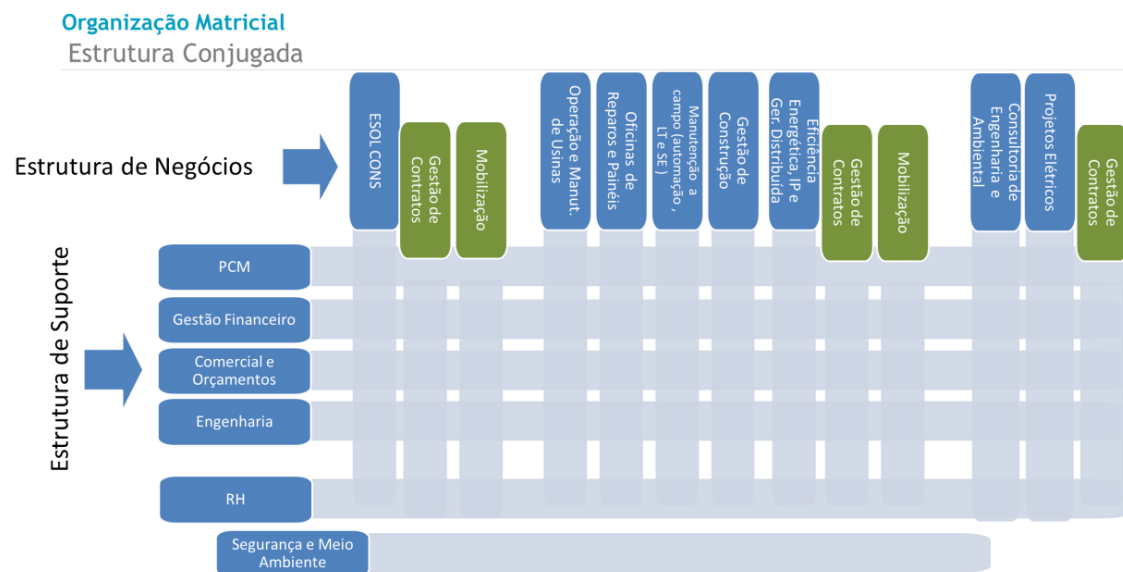 Organização Matricial
Estrutura Conjugada
Estrutura de Negócios
ESOL CONS
Gestão de
Contratos
Mobilização
Operação e Manut.
de Usinas
Oficinas de
Reparos e Painéis
Manutenção a
campo (automação ,
LT e SE )
Gestão de
Construção
Eficiência
Energética, IP e
Ger. Distribuída
Gestão de
Contratos
Mobilização
Consultoria de
Engenharia e
Ambiental
Projetos Elétricos
Gestão de
Contratos
Estrutura de Suporte
PCM
Gestão Financeiro
Comercial e
Orçamentos
Engenharia
RH
Segurança e Meio
Ambiente